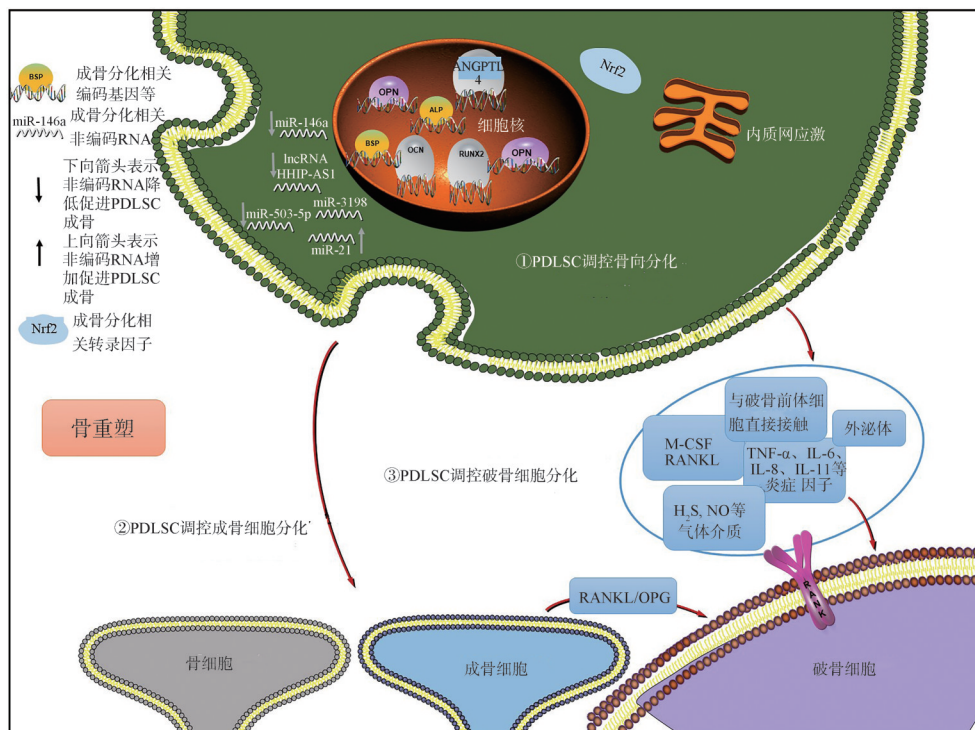 BSP
成骨分化相关
编码基因等
miR-146a
成骨分化相关
非编码RNA
下向箭头表示
非编码RNA降
低促进PDLSC
成骨
上向箭头表示
非编码RNA增
加促进PDLSC
成骨
Nrf2
成骨分化相
关转录因子
ANGPTL
4
OPN
ALP
细胞核
BSP
OCN
RUNX2
OPN
miR-146a
lncRNA
HHIP-AS1
miR-503-5p
miR-3198
miR-21
Nrf2
内质网应激
①PDLSC调控骨向分化
骨重塑
②PDLSC调控成骨细胞分化
③PDLSC调控破骨细胞分化
与破骨前体细
胞直接接触
外泌体
M-CSF
RANKL
TNF-α、IL-6、
IL-8、IL-11等
炎症 因子
H₂S, NO等
气体介质
RANK
RANKL/OPG
骨细胞
成骨细胞
破骨细胞